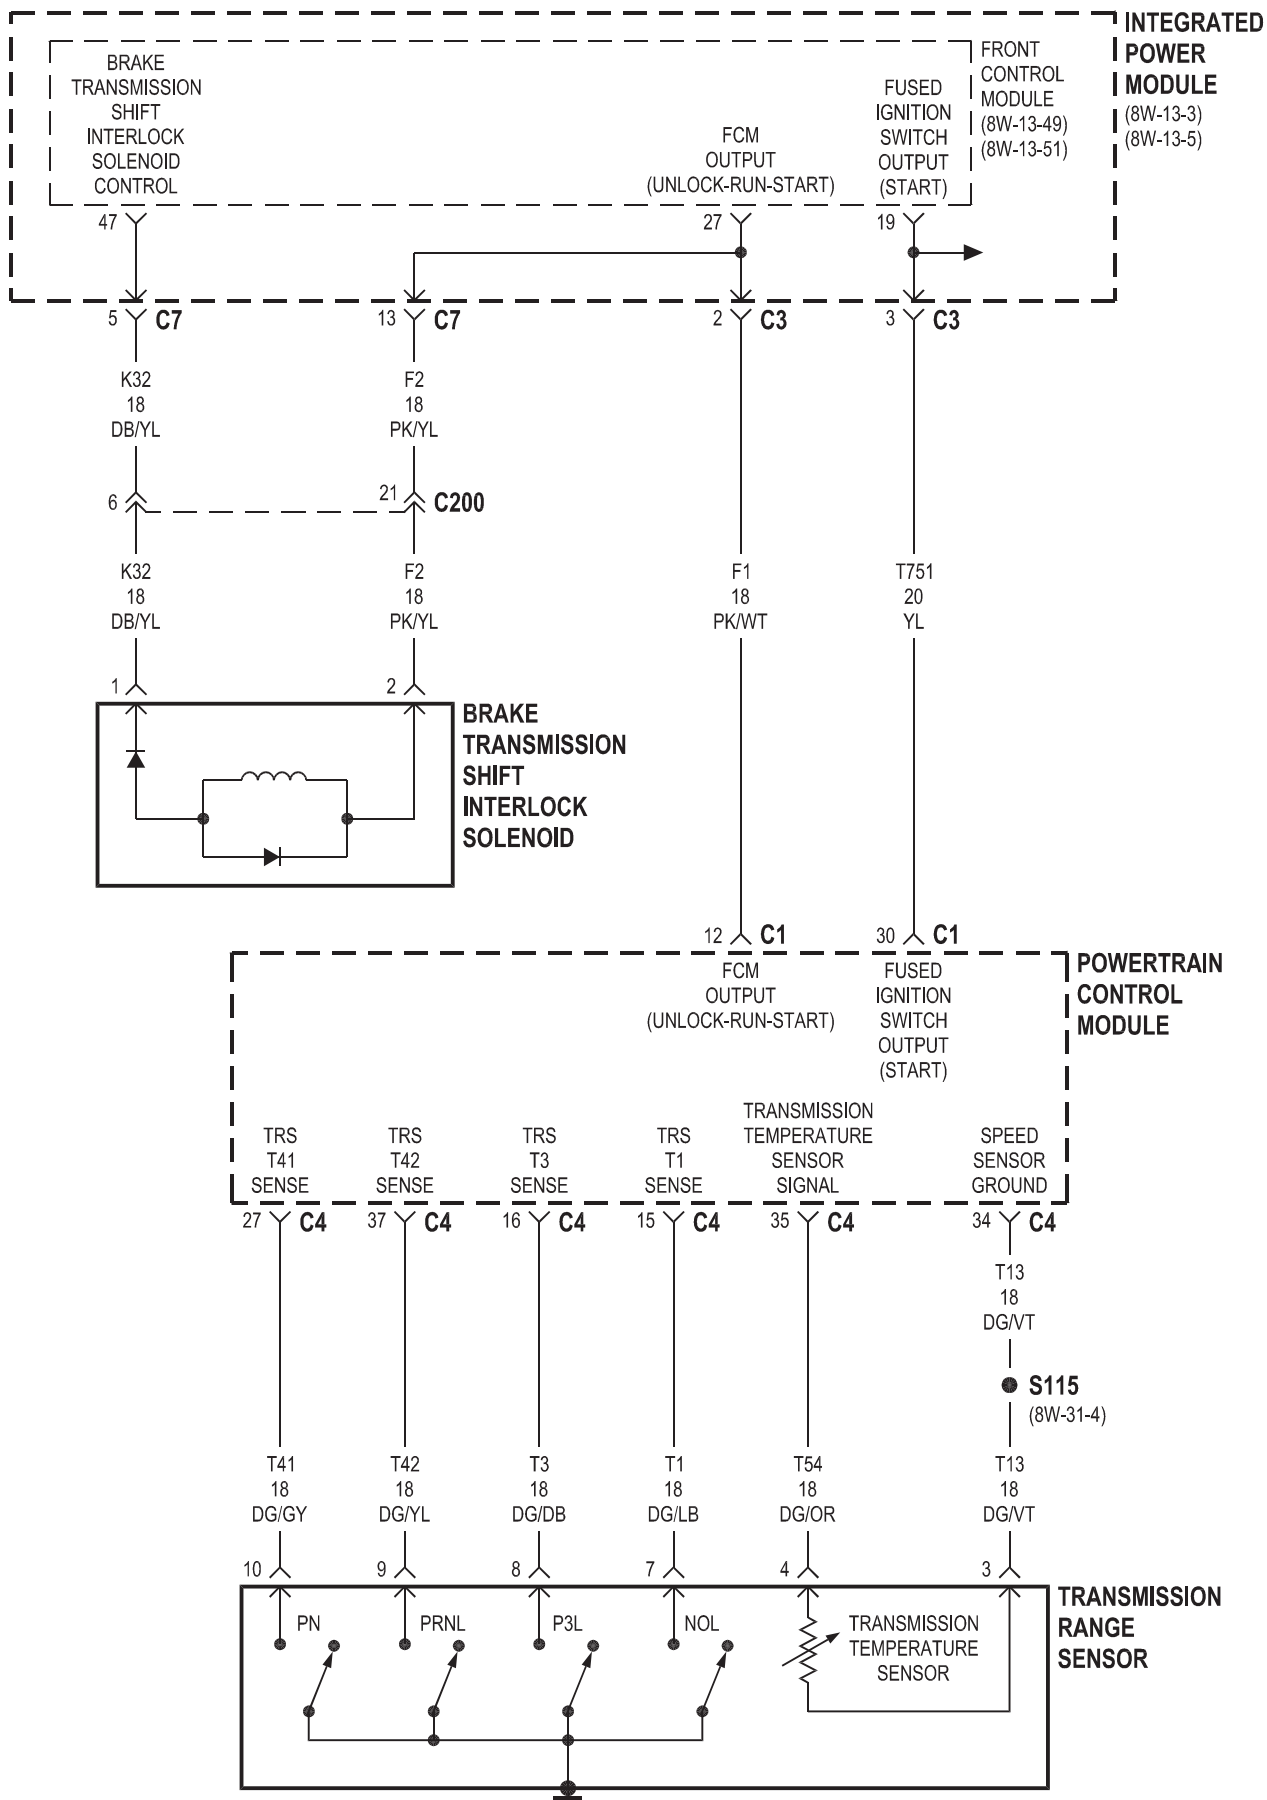 INTEGRATED
POWER
MODULE
(8W-13-3)
(8W-13-5)
FRONT
CONTROL
MODULE
(8W-13-49)
(8W-13-51)
BRAKE
TRANSMISSION
SHIFT
INTERLOCK
SOLENOID
CONTROL
FCM
OUTPUT
(UNLOCK-RUN-START)
FUSED
IGNITION
SWITCH
OUTPUT
(START)
47
27
19
5 C7
13 C7
2 C3
3 C3
K32
18
DB/YL
F2
18
PK/YL
6
21
C200
K32
18
DB/YL
F2
18
PK/YL
F1
18
PK/WT
T751
20
YL
1
2
BRAKE
TRANSMISSION
SHIFT
INTERLOCK
SOLENOID
12 C1
30 C1
FCM
OUTPUT
(UNLOCK-RUN-START)
FUSED
IGNITION
SWITCH
OUTPUT
(START)
POWERTRAIN
CONTROL
MODULE
TRS
T41
SENSE
TRS
T42
SENSE
TRS
T3
SENSE
TRS
T1
SENSE
TRANSMISSION
TEMPERATURE
SENSOR
SIGNAL
SPEED
SENSOR
GROUND
27 C4
37 C4
16 C4
15 C4
35 C4
34 C4
T13
18
DG/VT
S115
(8W-31-4)
T41
18
DG/GY
T42
18
DG/YL
T3
18
DG/DB
T1
18
DG/LB
T54
18
DG/OR
T13
18
DG/VT
10
9
8
7
4
3
PN
PRNL
P3L
NOL
TRANSMISSION
TEMPERATURE
SENSOR
TRANSMISSION
RANGE
SENSOR